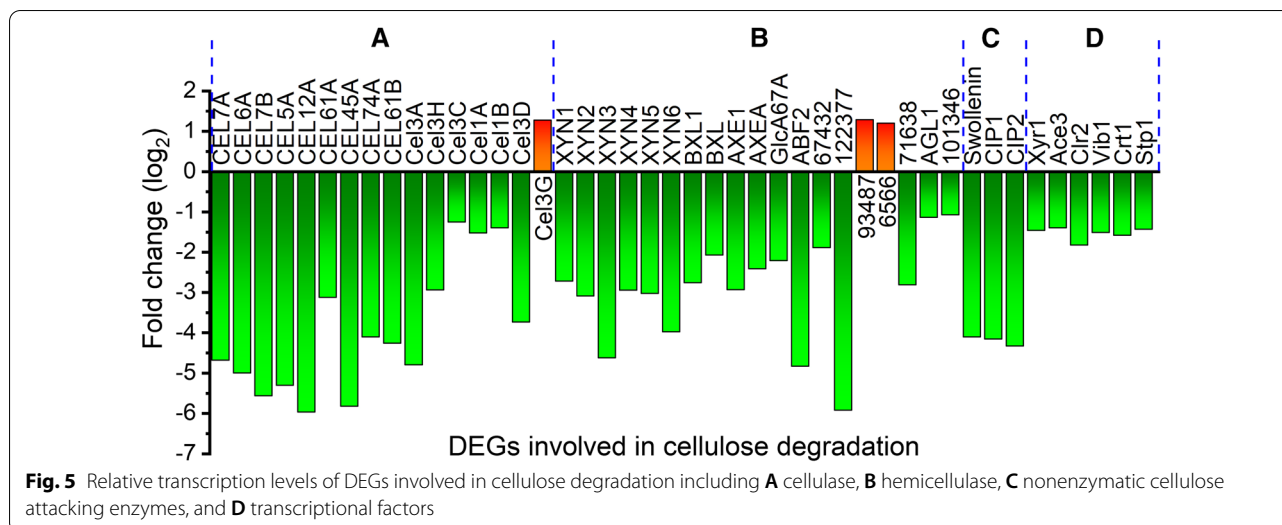 A B C D
Fold change (log2)
2
1
0
-1
-2
-3
-4
-5
-6
-7
CEL7A
CEL6A
CEL7B
CEL5A
CEL12A
CEL61A
CEL45A
CEL74A
CEL61B
Cel3A
Cel3H
Cel3C
Cel1A
Cel1B
Cel3D
Cel3G
XYN1
XYN2
XYN3
XYN4
XYN5
XYN6
BXL1
BXL
AXE1
AXEA
GlcA67A
ABF2
67432
122377
93487
6566
71638
AGL1
101346
Swollenin
CIP1
CIP2
Xyr1
Ace3
Clr2
Vib1
Crt1
Stp1
DEGs involved in cellulose degradation
Fig. 5 Relative transcription levels of DEGs involved in cellulose degradation including A cellulase, B hemicellulase, C nonenzymatic cellulose
attacking enzymes, and D transcriptional factors